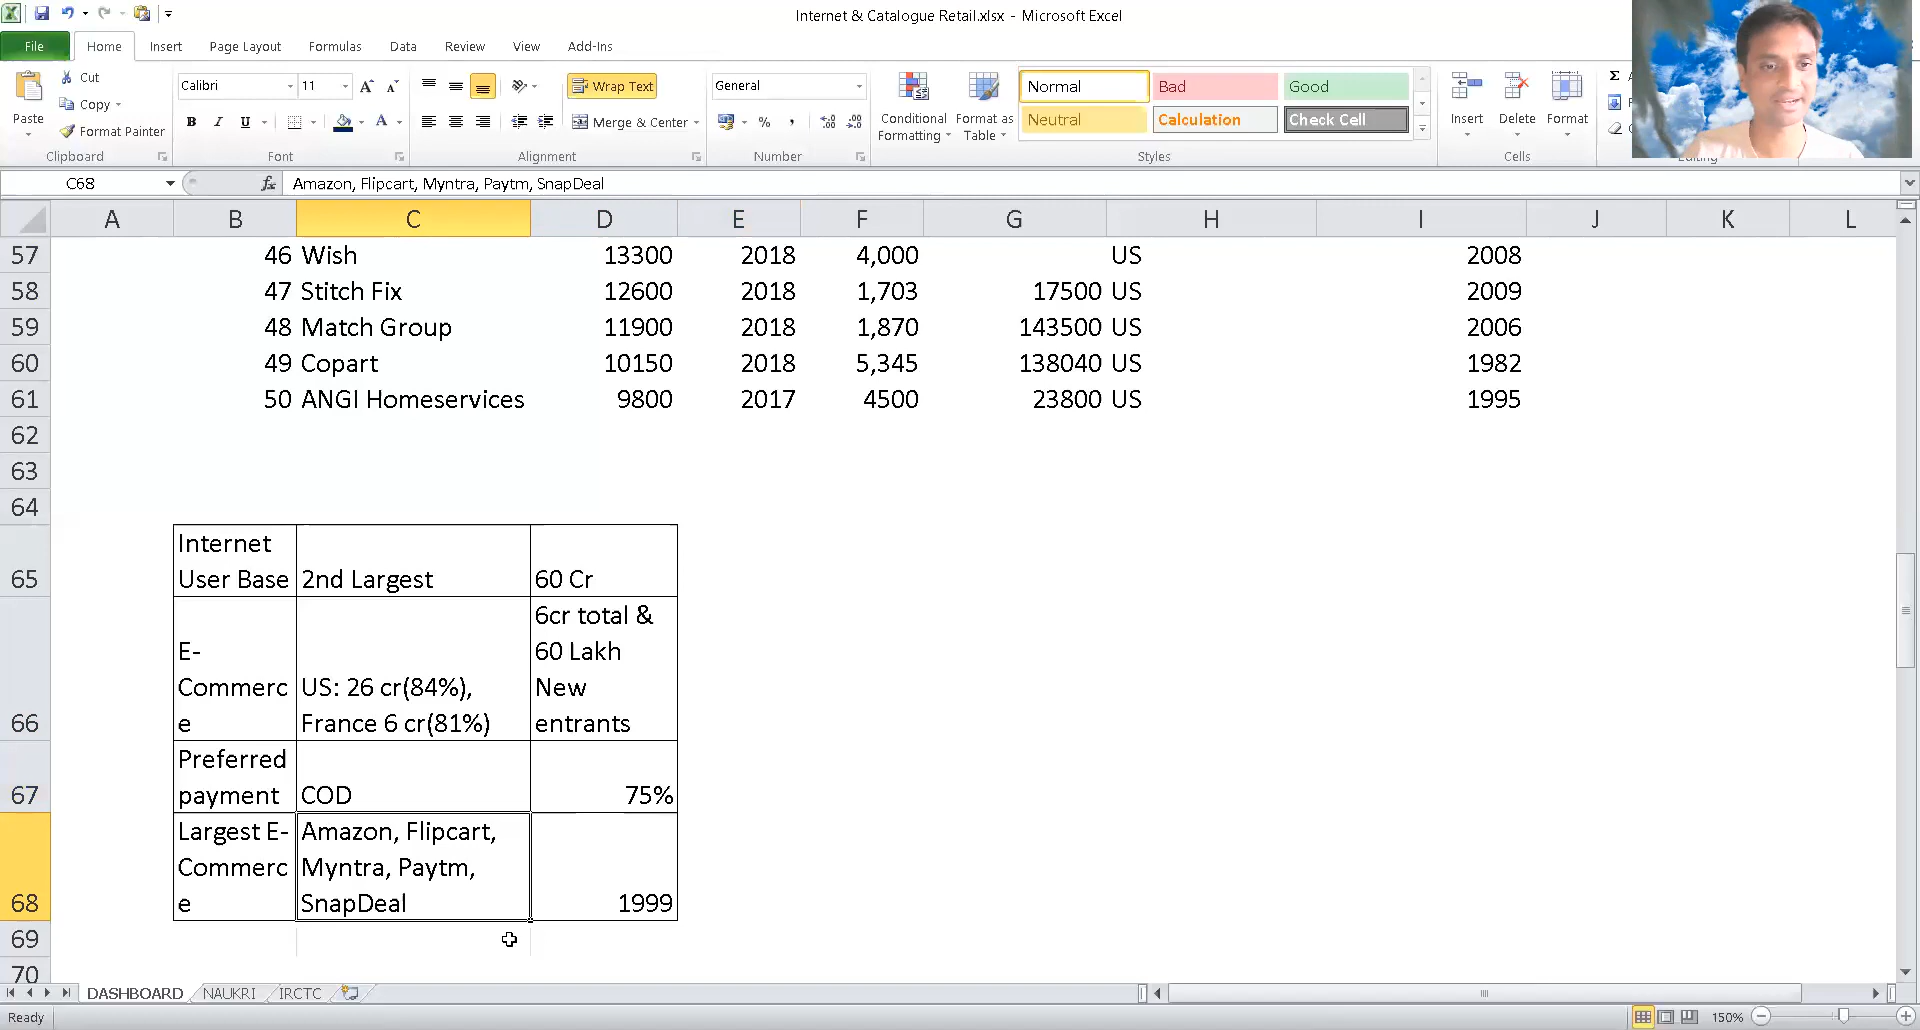 Internet & Catalogue Retail.xlsx - Microsoft Excel
File Home Insert Page Layout Formulas Data Review View Add-Ins
Cut
Copy
Format Painter
Paste
Clipboard
Calibri 11
B I U
Font
Wrap Text
Merge & Center
Alignment
General
Number
Conditional Formatting
Format as Table
Normal Bad Good
Neutral Calculation Check Cell
Styles
Insert Delete Format
Cells
C68 fx Amazon, Flipcart, Myntra, Paytm, SnapDeal
A B C D E F G H I J K L
57 46 Wish 13300 2018 4,000 US 2008
58 47 Stitch Fix 12600 2018 1,703 17500 US 2009
59 48 Match Group 11900 2018 1,870 143500 US 2006
60 49 Copart 10150 2018 5,345 138040 US 1982
61 50 ANGI Homeservices 9800 2017 4500 23800 US 1995
62
63
64
Internet
65 User Base 2nd Largest 60 Cr
6cr total &
E- 60 Lakh
Commerc US: 26 cr(84%), New
66 e France 6 cr(81%) entrants
Preferred
67 payment COD 75%
Largest E- Amazon, Flipcart,
Commerc Myntra, Paytm,
68 e SnapDeal 1999
69
70
DASHBOARD NAUKRI IRCTC
Ready 150%